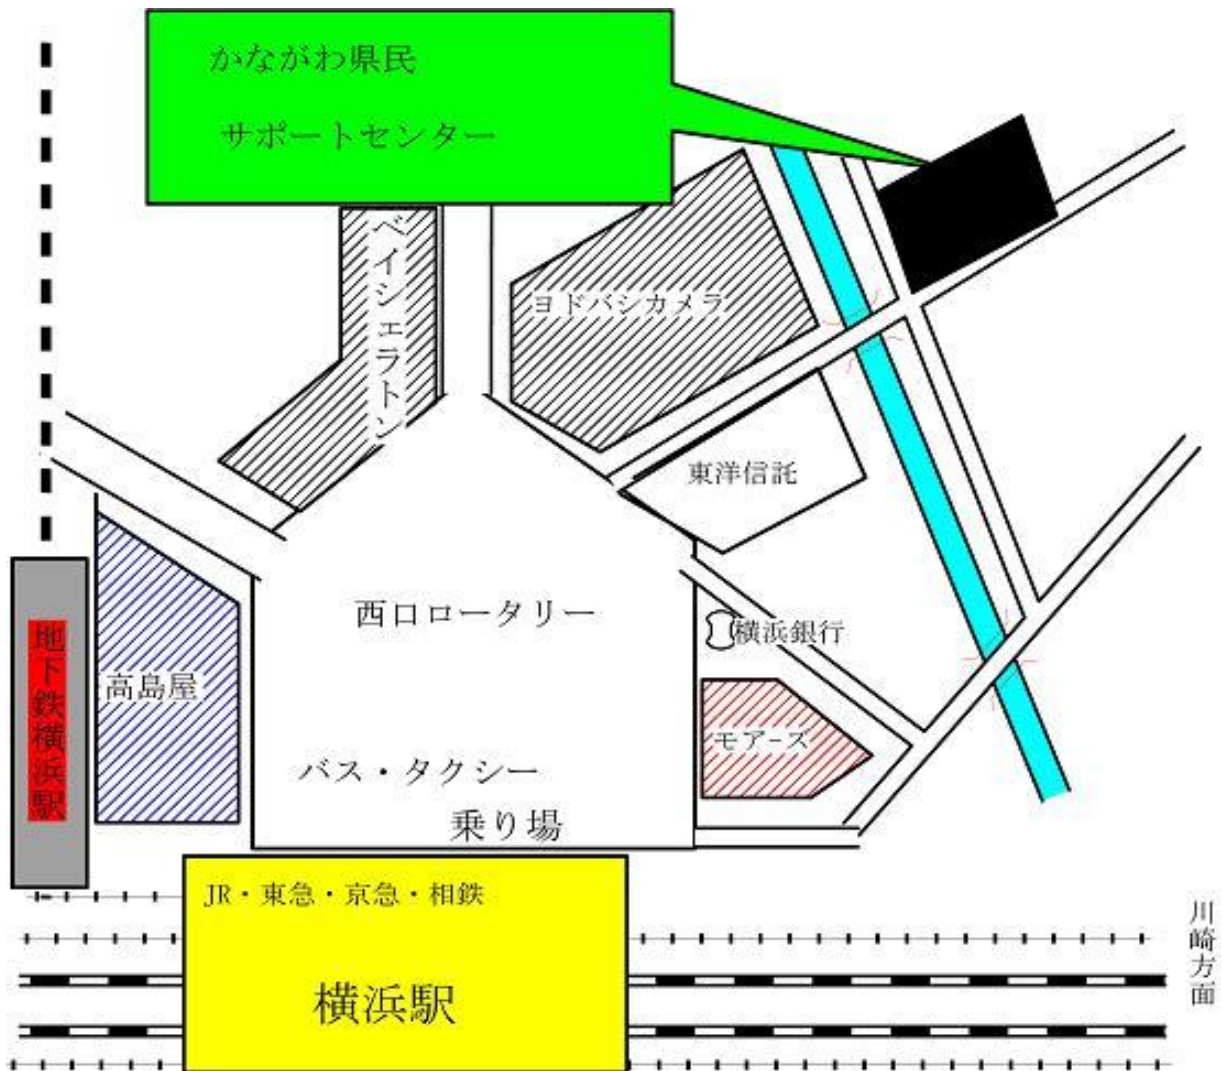 かながわ県民
サポートセンター
ベイシェラトン
ヨドバシカメラ
東洋信託
西口ロータリー
横浜銀行
地下鉄横浜駅
高島屋
モアーズ
バス・タクシー
乗り場
JR・東急・京急・相鉄
横浜駅
川崎方面